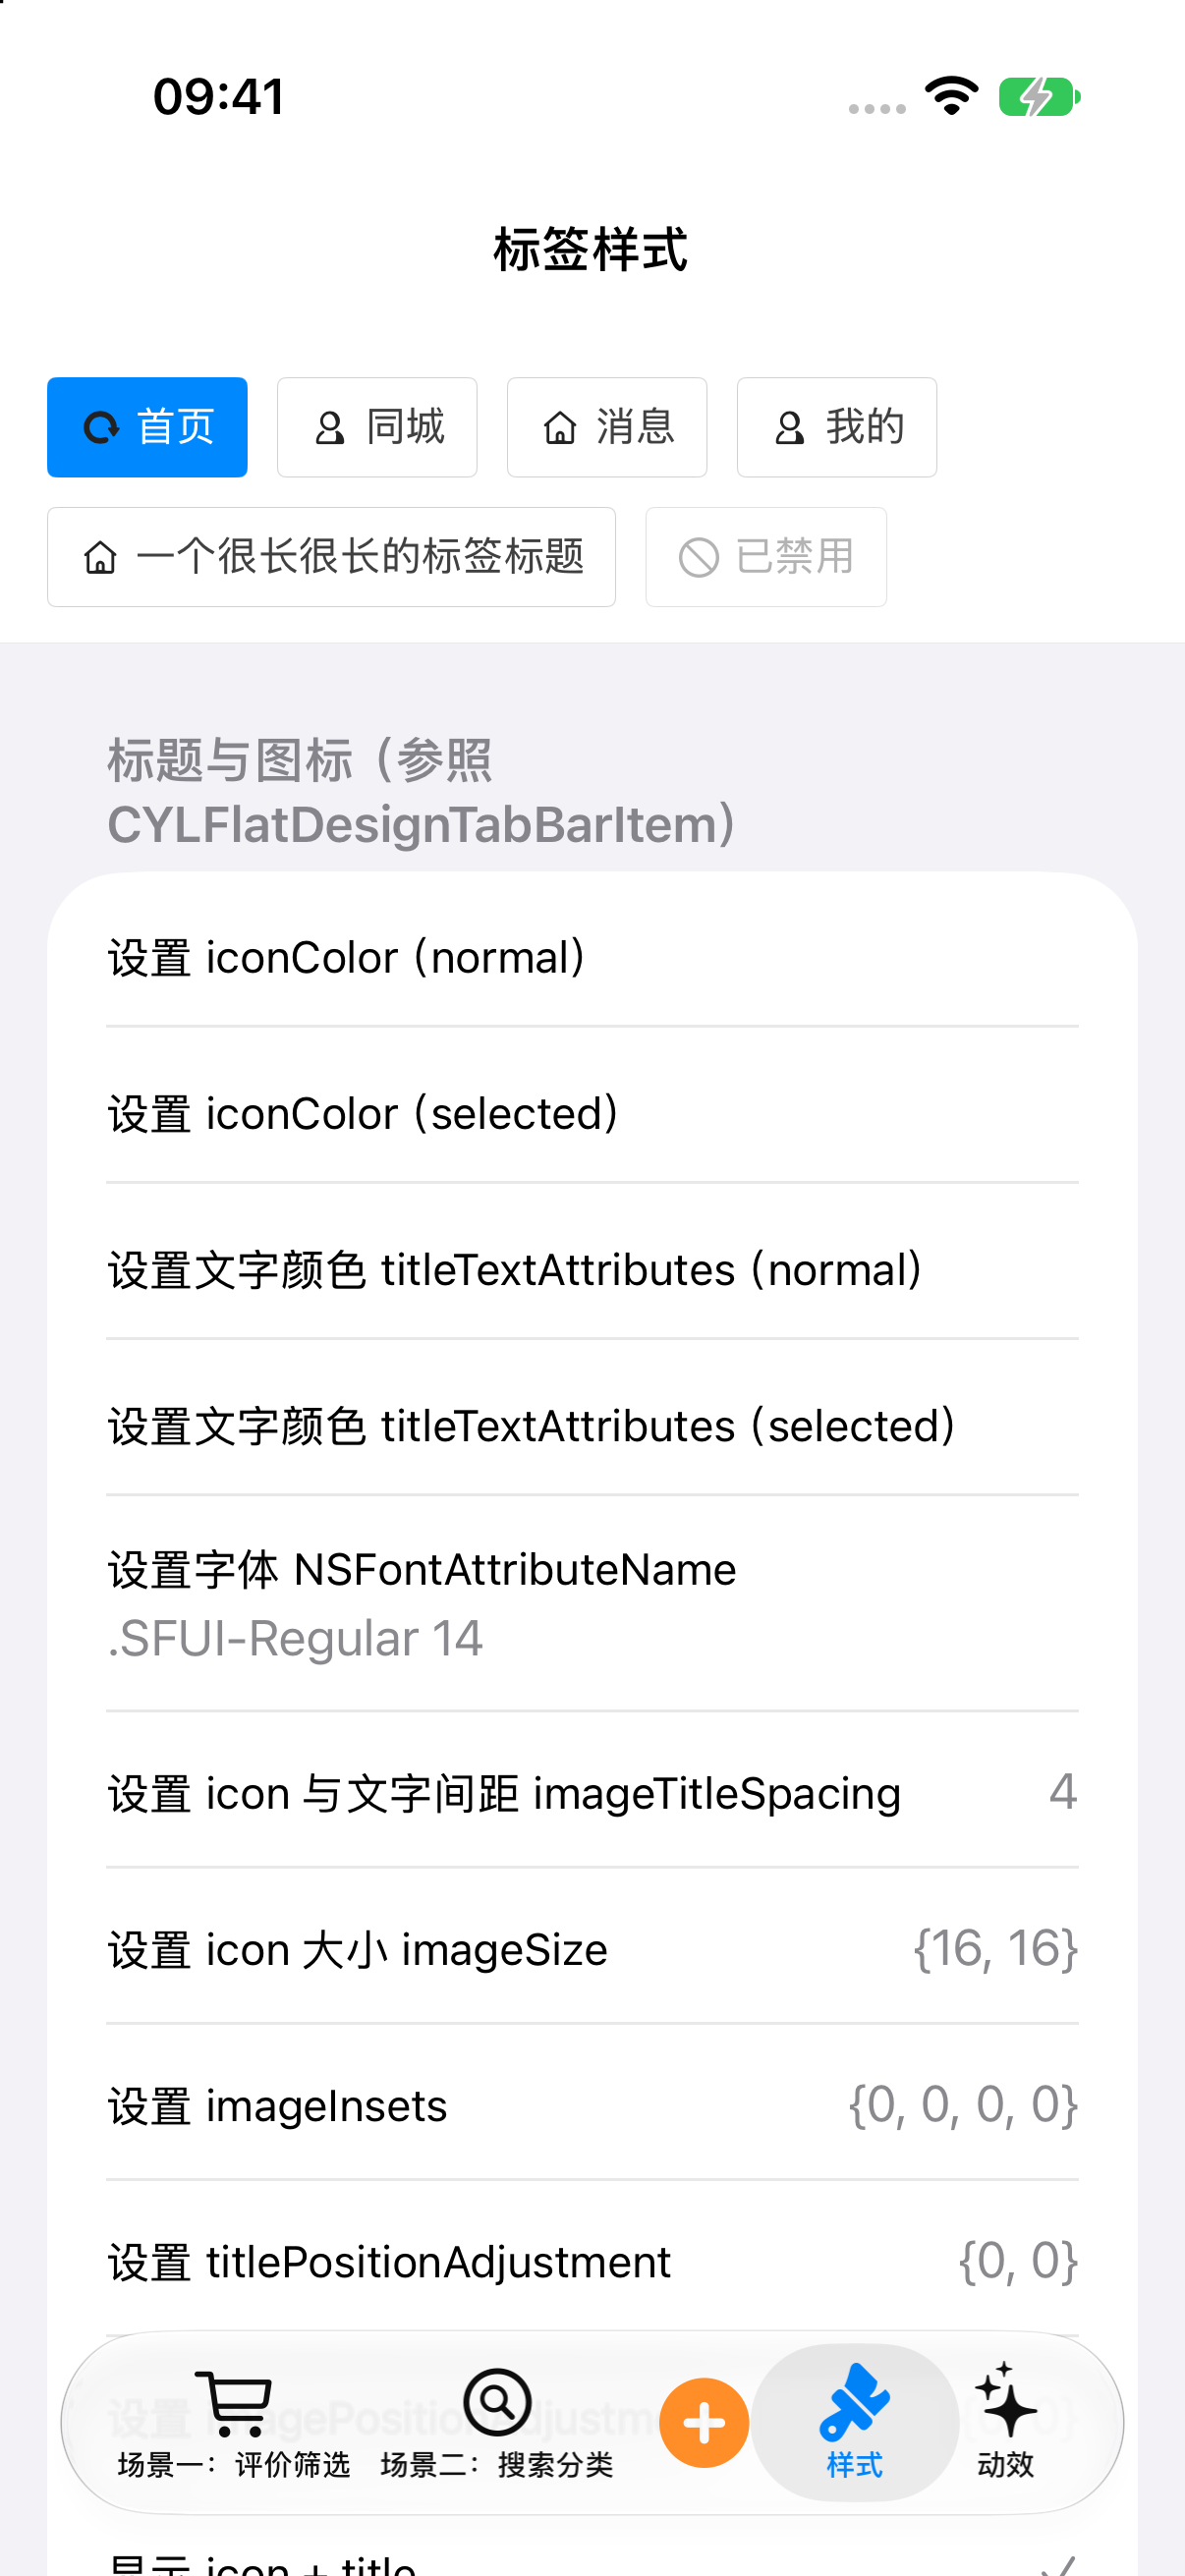 09:41
标签样式
首页
同城
消息
我的
一个很长很长的标签标题
已禁用
标题与图标（参照
CYLFlatDesignTabBarItem）
设置 iconColor（normal）
设置 iconColor（selected）
设置文字颜色 titleTextAttributes（normal）
设置文字颜色 titleTextAttributes（selected）
设置字体 NSFontAttributeName
.SFUI-Regular 14
设置 icon 与文字间距 imageTitleSpacing
4
设置 icon 大小 imageSize
{16, 16}
设置 imageInsets
{0, 0, 0, 0}
设置 titlePositionAdjustment
{0, 0}
场景一：评价筛选
场景二：搜索分类
样式
动效
显示 icon + title